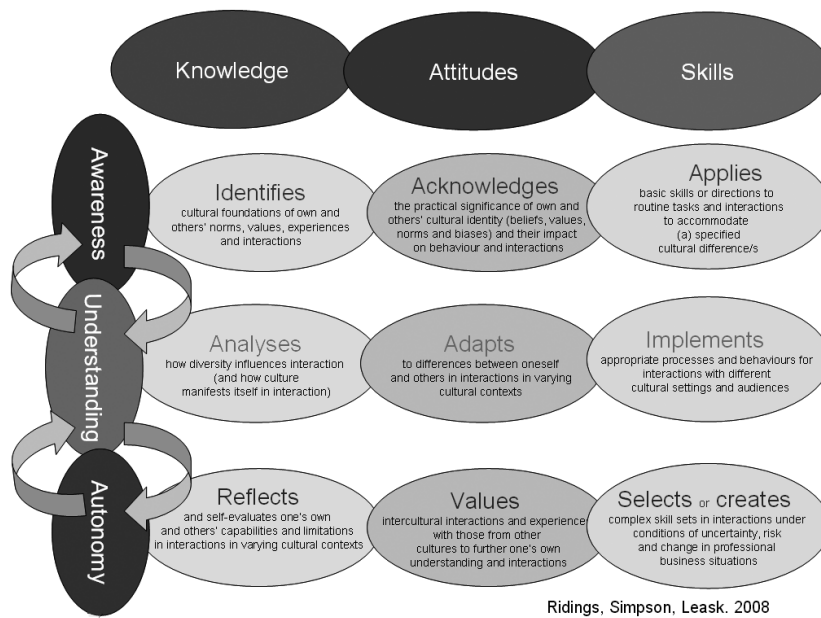 Knowledge
Attitudes
Skills
Awareness
Identifies
cultural foundations of own and
others' norms, values, experiences
and interactions
Acknowledges
the practical significance of own and
others' cultural identity (beliefs, values,
norms and biases) and their impact
on behaviour and interactions
Applies
basic skills or directions to
routine tasks and interactions
to accommodate
(a) specified
cultural difference/s
Understanding
Analyses
how diversity influences interaction
(and how culture
manifests itself in interaction)
Adapts
to differences between oneself
and others in interactions in varying
cultural contexts
Implements
appropriate processes and behaviours for
interactions with different
cultural settings and audiences
Autonomy
Reflects
and self-evaluates one's own
and others' capabilities and limitations
in interactions in varying cultural contexts
Values
intercultural interactions and experience
with those from other
cultures to further one's own
understanding and interactions
Selects or creates
complex skill sets in interactions under
conditions of uncertainty, risk
and change in professional
business situations
Ridings, Simpson, Leask. 2008